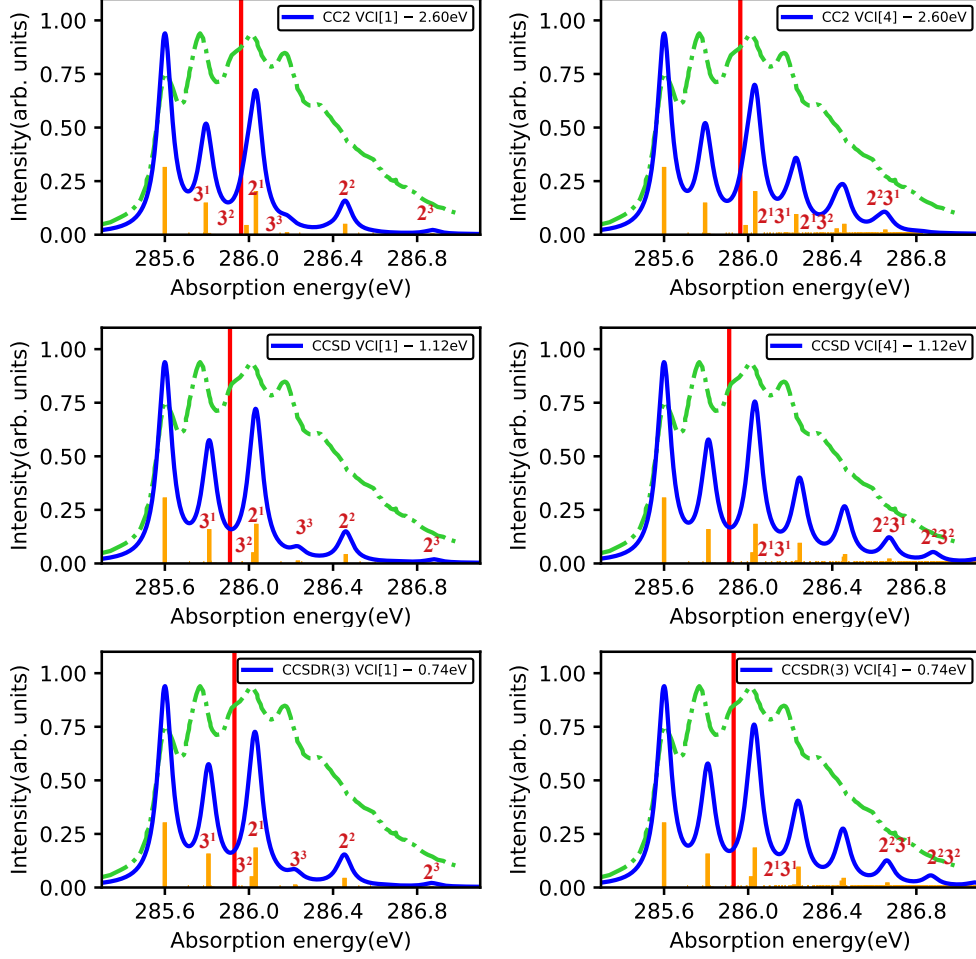 CC2 VCI[1] − 2.60eV
1.00
0.75
0.50
0.25
0.00
Intensity(arb. units)
3¹
3²
2¹
3³
2²
2³
285.6 286.0 286.4 286.8
Absorption energy(eV)
CC2 VCI[4] − 2.60eV
1.00
0.75
0.50
0.25
0.00
Intensity(arb. units)
2¹3¹
2¹3²
2²3¹
285.6 286.0 286.4 286.8
Absorption energy(eV)
CCSD VCI[1] − 1.12eV
1.00
0.75
0.50
0.25
0.00
Intensity(arb. units)
3¹
3²
2¹
3³
2²
2³
285.6 286.0 286.4 286.8
Absorption energy(eV)
CCSD VCI[4] − 1.12eV
1.00
0.75
0.50
0.25
0.00
Intensity(arb. units)
2¹3¹
2²3¹
2²3²
285.6 286.0 286.4 286.8
Absorption energy(eV)
CCSDR(3) VCI[1] − 0.74eV
1.00
0.75
0.50
0.25
0.00
Intensity(arb. units)
3¹
3²
2¹
3³
2²
2³
285.6 286.0 286.4 286.8
Absorption energy(eV)
CCSDR(3) VCI[4] − 0.74eV
1.00
0.75
0.50
0.25
0.00
Intensity(arb. units)
2¹3¹
2²3¹
2²3²
285.6 286.0 286.4 286.8
Absorption energy(eV)